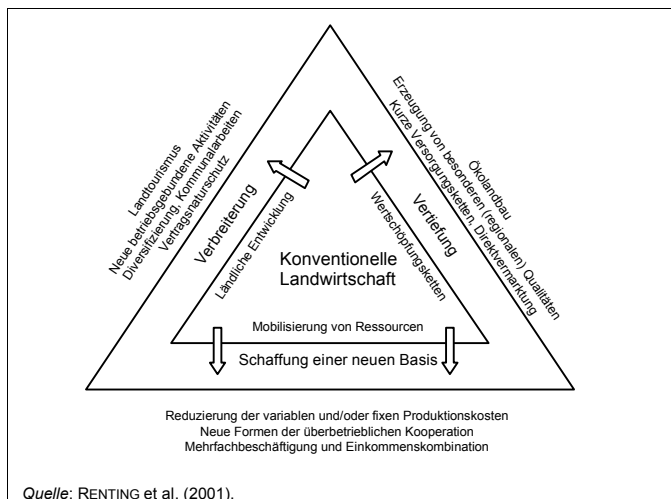 Landtourismus
Neue betriebsgebundene Aktivitäten
Diversifizierung, Kommunalarbeiten
Vertragsnaturschutz
Verbreiterung
Ländliche Entwicklung
Konventionelle
Landwirtschaft
Wertschöpfungsketten
Vertiefung
Ökolandbau
Erzeugung von besonderen (regionalen) Qualitäten
Kurze Versorgungsketten, Direktvermarktung
Mobilisierung von Ressourcen
Schaffung einer neuen Basis
Reduzierung der variablen und/oder fixen Produktionskosten
Neue Formen der überbetrieblichen Kooperation
Mehrfachbeschäftigung und Einkommenskombination
Quelle: RENTING et al. (2001).